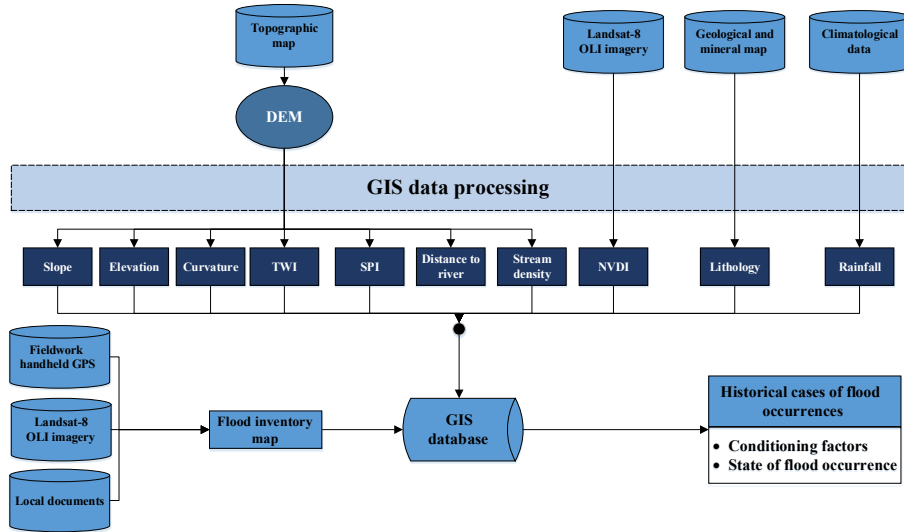 Topographic
map
Landsat-8
OLI imagery
Geological and
mineral map
Climatological
data
DEM
GIS data processing
Slope
Elevation
Curvature
TWI
SPI
Distance to
river
Stream
density
NVDI
Lithology
Rainfall
Fieldwork
handheld GPS
Landsat-8
OLI imagery
Local documents
Flood inventory
map
GIS
database
Historical cases of flood
occurrences
• Conditioning factors
• State of flood occurrence